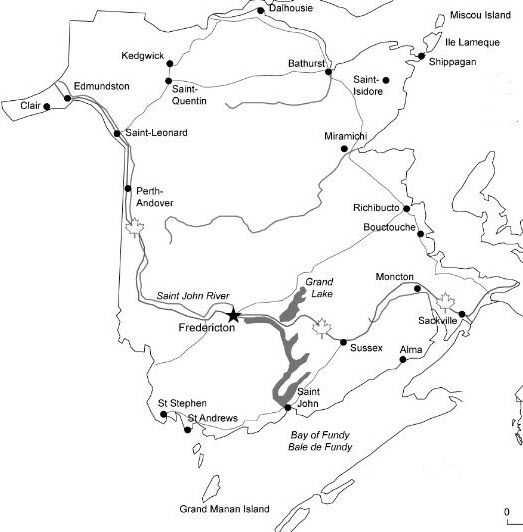 Dalhousie
Miscou Island
Ile Lameque
Kedgwick
Bathurst
Shippagan
Edmundston
Saint-
Quentin
Saint-
Isidore
Clair
Saint-Leonard
Miramichi
Perth-
Andover
Richibucto
Bouctouche
Moncton
Grand
Lake
Saint John River
Fredericton
Sackville
Sussex
Alma
Saint
John
St Stephen
St Andrews
Bay of Fundy
Bale de Fundy
Grand Manan Island
0